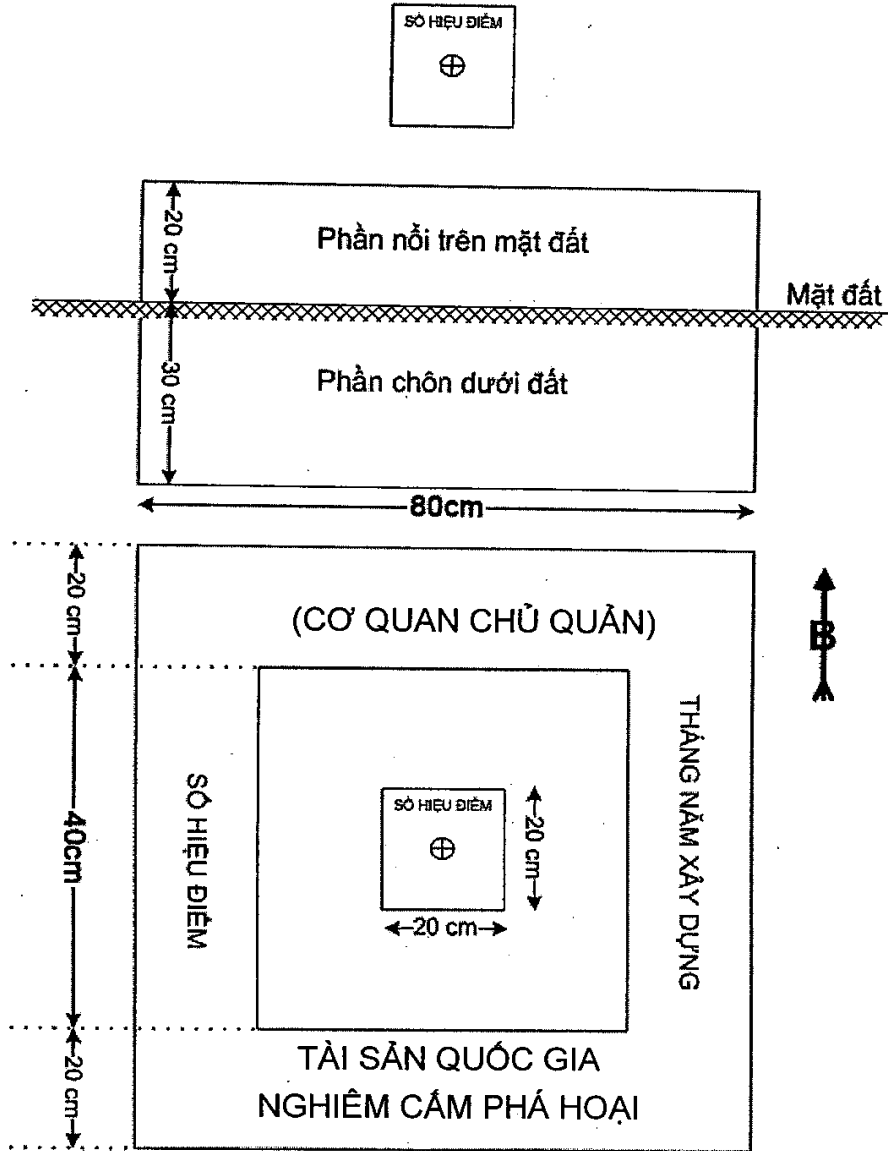 SỐ HIỆU ĐIỂM
20 cm
Phần nổi trên mặt đất
Mặt đất
30 cm
Phần chôn dưới đất
80cm
20 cm
(CƠ QUAN CHỦ QUẢN)
B
40cm
SỐ HIỆU ĐIỂM
SỐ HIỆU ĐIỂM
20 cm
20 cm
THÁNG NĂM XÂY DỰNG
20 cm
TÀI SẢN QUỐC GIA
NGHIÊM CẤM PHÁ HOẠI